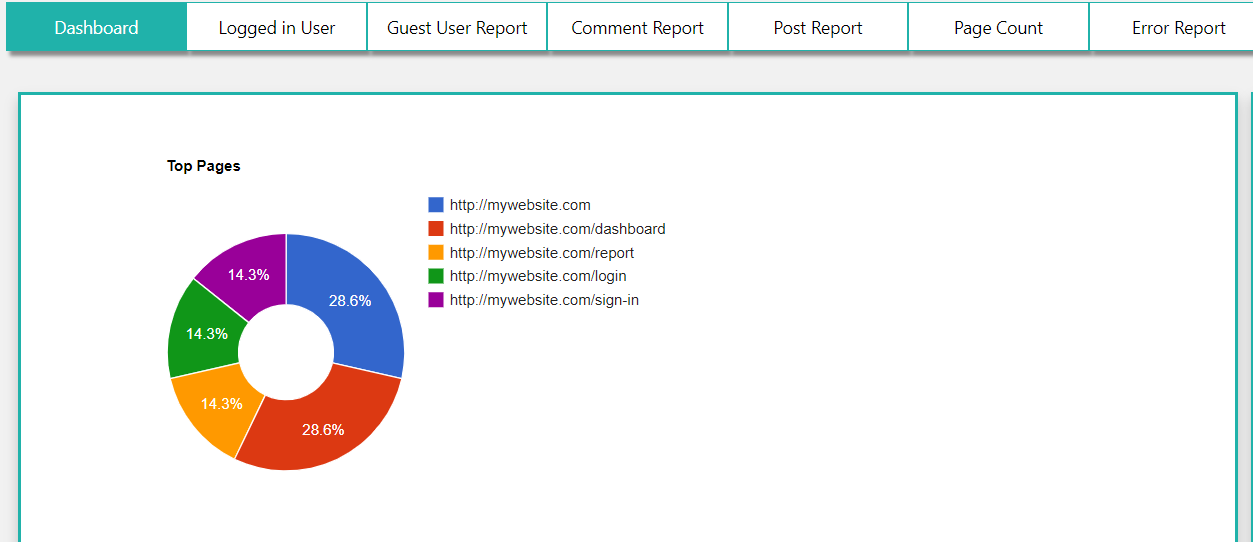 Dashboard Logged in User Guest User Report Comment Report Post Report Page Count Error Report
Top Pages
http://mywebsite.com
http://mywebsite.com/dashboard
http://mywebsite.com/report
http://mywebsite.com/login
http://mywebsite.com/sign-in
14.3%
28.6%
14.3%
14.3%
28.6%